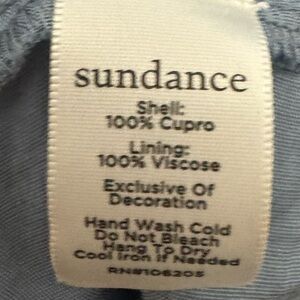 sundance
Shell:
100% Cupro
Lining:
100% Viscose
Exclusive Of
Decoration
Hand Wash Cold
Do Not Bleach
Hang To Dry
Cool Iron If Needed
RN#106205